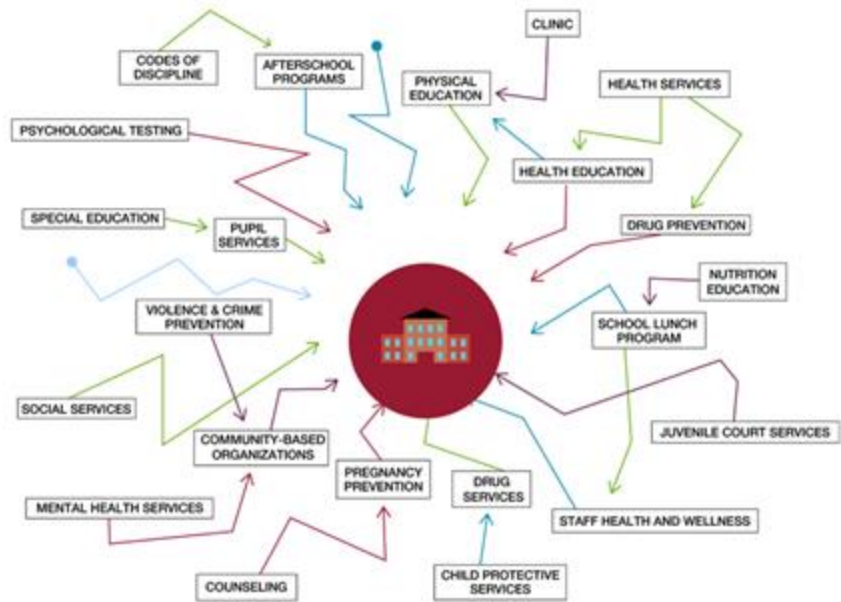 CLINIC
CODES OF
DISCIPLINE
AFTERSCHOOL
PROGRAMS
PHYSICAL
EDUCATION
HEALTH SERVICES
PSYCHOLOGICAL TESTING
HEALTH EDUCATION
SPECIAL EDUCATION
PUPIL
SERVICES
DRUG PREVENTION
NUTRITION
EDUCATION
VIOLENCE & CRIME
PREVENTION
SCHOOL LUNCH
PROGRAM
SOCIAL SERVICES
COMMUNITY-BASED
ORGANIZATIONS
JUVENILE COURT SERVICES
PREGNANCY
PREVENTION
DRUG
SERVICES
MENTAL HEALTH SERVICES
STAFF HEALTH AND WELLNESS
COUNSELING
CHILD PROTECTIVE
SERVICES